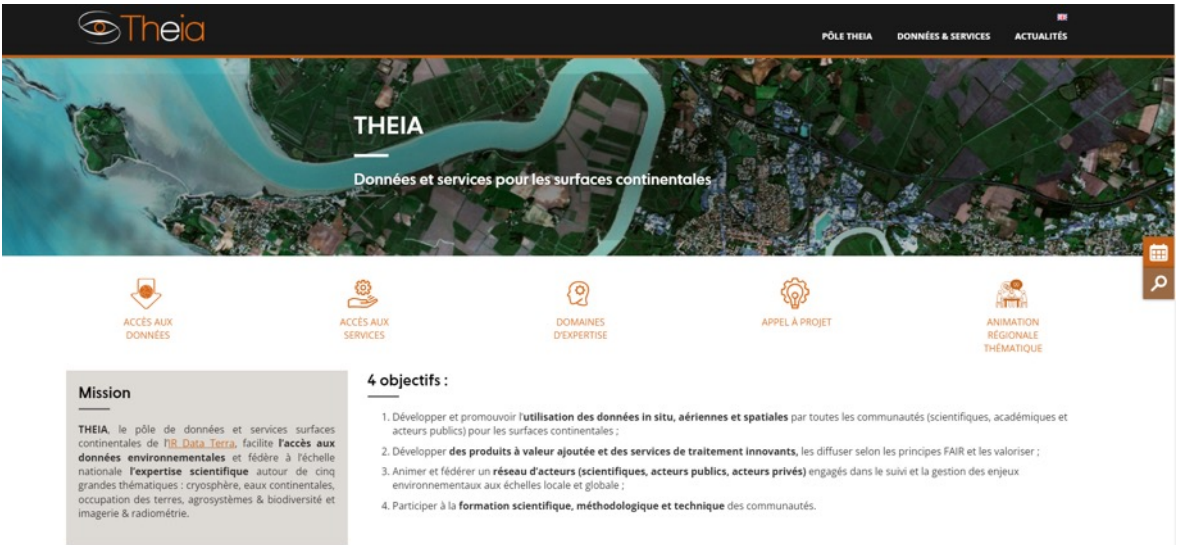 Theia
PÔLE THEIA DONNÉES & SERVICES ACTUALITÉS
THEIA
Données et services pour les surfaces continentales
ACCÈS AUX
DONNÉES
ACCÈS AUX
SERVICES
DOMAINES
D'EXPERTISE
APPEL À PROJET
ANIMATION
RÉGIONALE
THÉMATIQUE
Mission
THEIA, le pôle de données et services surfaces
continentales de l'IR Data Terra, facilite l'accès aux
données environnementales et fédère à l'échelle
nationale l'expertise scientifique autour de cinq
grandes thématiques : cryosphère, eaux continentales,
occupation des terres, agrosystèmes & biodiversité et
imagerie & radiométrie.
4 objectifs :
1. Développer et promouvoir l'utilisation des données in situ, aériennes et spatiales par toutes les communautés (scientifiques, académiques et
acteurs publics) pour les surfaces continentales ;
2. Développer des produits à valeur ajoutée et des services de traitement innovants, les diffuser selon les principes FAIR et les valoriser ;
3. Animer et fédérer un réseau d'acteurs (scientifiques, acteurs publics, acteurs privés) engagés dans le suivi et la gestion des enjeux
environnementaux aux échelles locale et globale ;
4. Participer à la formation scientifique, méthodologique et technique des communautés.